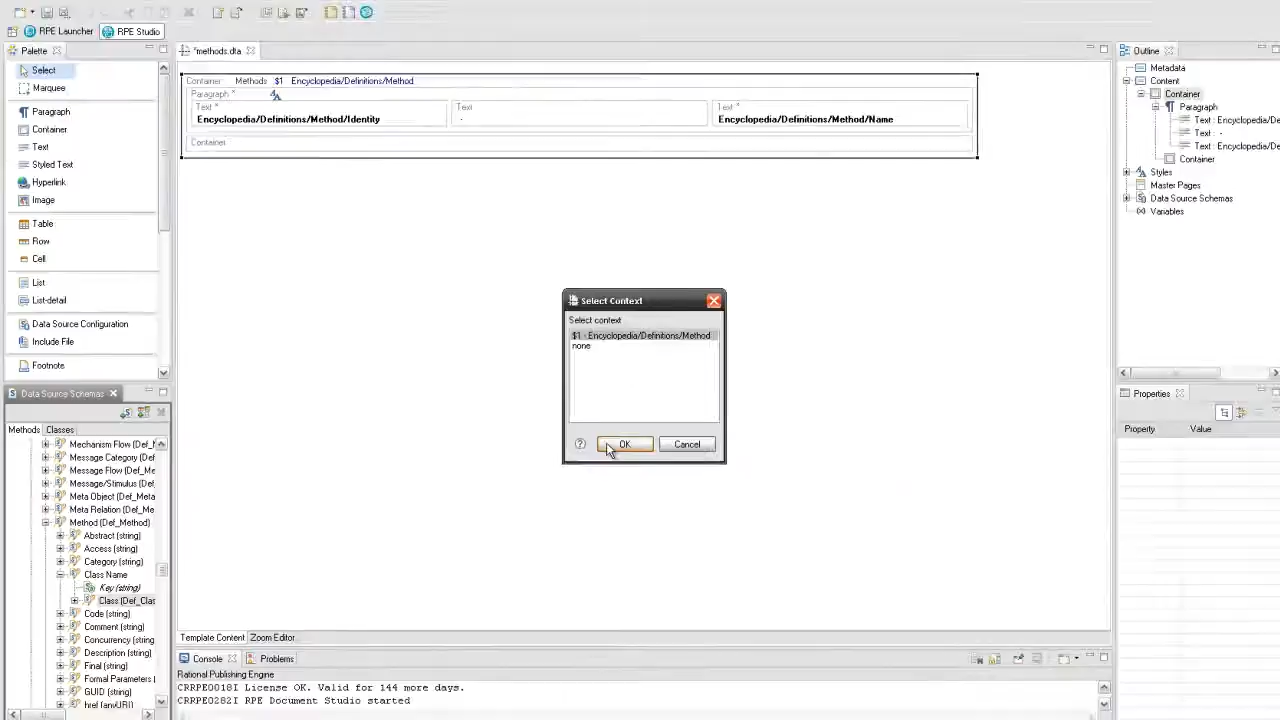 RPE Launcher RPE Studio
Palette
Select
Marquee
Paragraph
Container
Text
Styled Text
Hyperlink
Image
Table
Row
Cell
List
List-detail
Data Source Configuration
Include File
Footnote
Data Source Schemas
Methods Classes
Mechanism Flow (Def_M
Message Category (Def_M
Message Flow (Def_Me
Message/Stimulus (Def_
Meta Object (Def_Meta
Meta Relation (Def_Me
Method (Def_Method)
Abstract (string)
Access (string)
Category (string)
Class Name
Key (string)
Class (Def_Clas
Code (string)
Comment (string)
Concurrency (string
Description (string)
Final (string)
Formal Parameters (
GUID (string)
href (anyURI)
*methods.dta
Container Methods $1 Encyclopedia/Definitions/Method
Paragraph *
Text * Text Text *
Encyclopedia/Definitions/Method/Identity - Encyclopedia/Definitions/Method/Name
Container
Select Context
Select context
$1 - Encyclopedia/Definitions/Method
none
OK Cancel
Template Content Zoom Editor
Console Problems
Rational Publishing Engine
CRRPE0018I License OK. Valid for 144 more days.
CRRPE0282I RPE Document Studio started
Outline
Metadata
Content
Container
Paragraph
Text : Encyclopedia/De
Text : -
Text : Encyclopedia/De
Container
Styles
Master Pages
Data Source Schemas
Variables
Properties
Property Value